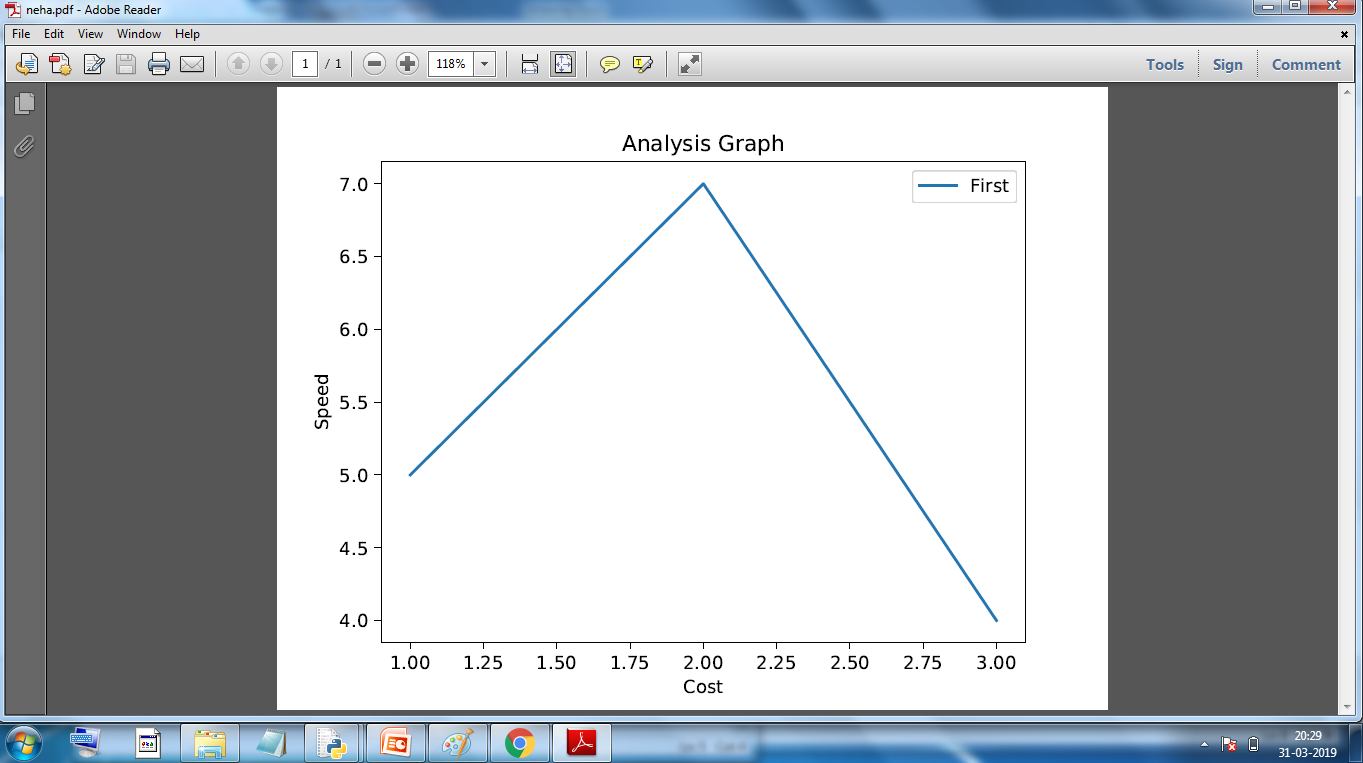 neha.pdf - Adobe Reader
File Edit View Window Help
1 / 1 118% Tools Sign Comment
Analysis Graph
First
7.0
6.5
6.0
5.5
5.0
4.5
4.0
Speed
1.00 1.25 1.50 1.75 2.00 2.25 2.50 2.75 3.00
Cost
20:29
31-03-2019